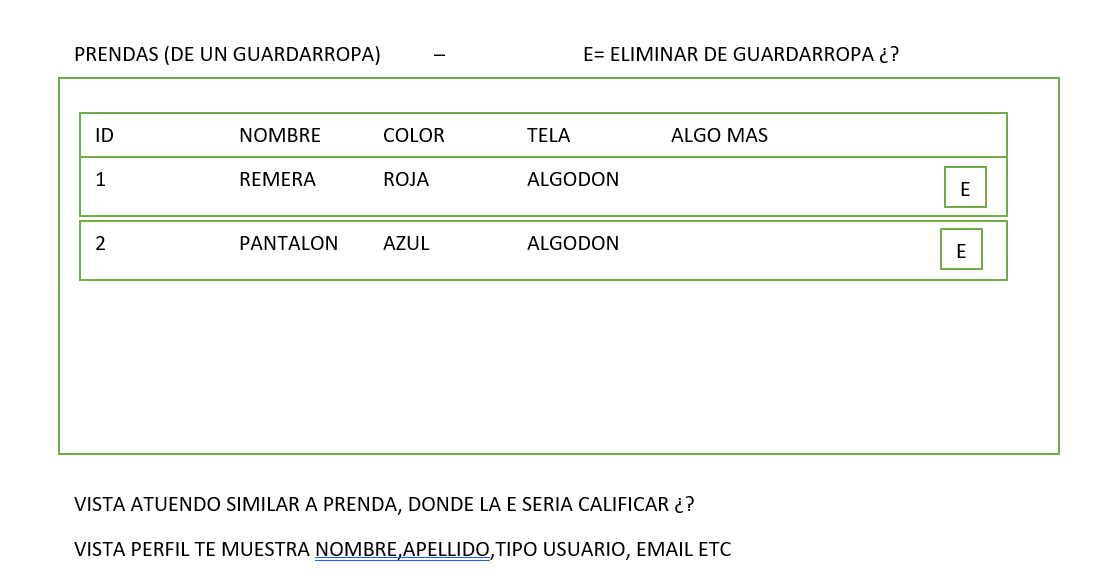 PRENDAS (DE UN GUARDARROPA) – E= ELIMINAR DE GUARDARROPA ¿?
ID NOMBRE COLOR TELA ALGO MAS
1 REMERA ROJA ALGODON E
2 PANTALON AZUL ALGODON E
VISTA ATUENDO SIMILAR A PRENDA, DONDE LA E SERIA CALIFICAR ¿?
VISTA PERFIL TE MUESTRA NOMBRE,APELLIDO,TIPO USUARIO, EMAIL ETC